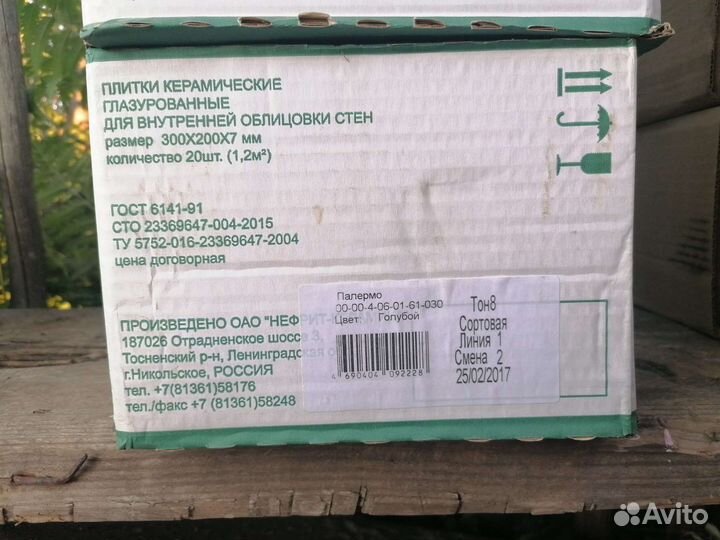 ПЛИТКИ КЕРАМИЧЕСКИЕ
ГЛАЗУРОВАННЫЕ
ДЛЯ ВНУТРЕННЕЙ ОБЛИЦОВКИ СТЕН
размер 300Х200Х7 мм
количество 20шт. (1,2м²)
ГОСТ 6141-91
СТО 23369647-004-2015
ТУ 5752-016-23369647-2004
цена договорная
ПРОИЗВЕДЕНО ОАО "НЕФРИТ-
187026 Отрадненское шоссе 3,
Тосненский р-н, Ленинградская
г.Никольское, РОССИЯ
тел. +7(81361)58176
тел./факс +7 (81361)58248
Палермо
00-00-4-06-01-61-030
Цвет: Голубой
4 690404 092228
Тон8
Сортовая
Линия 1
Смена 2
25/02/2017
Avito